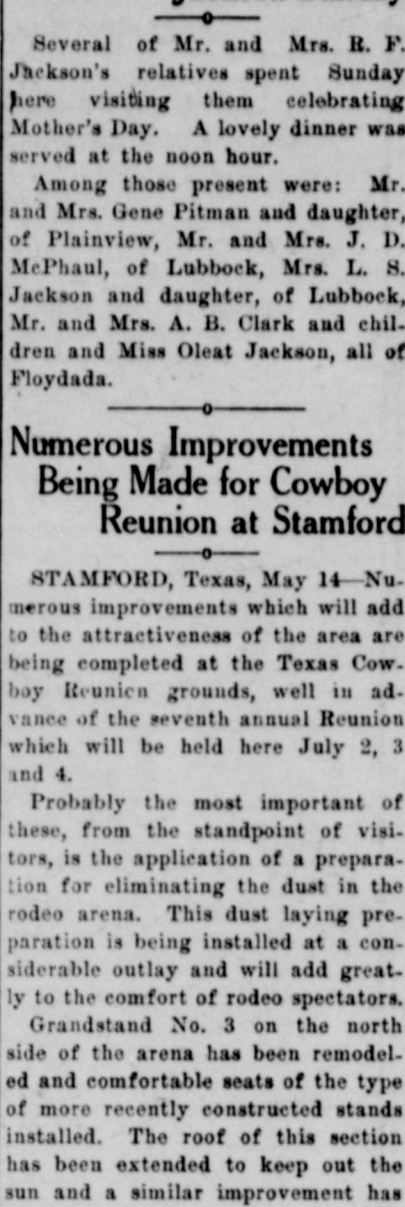 Several of Mr. and Mrs. R. F.
Jackson's relatives spent Sunday
here visiting them celebrating
Mother's Day. A lovely dinner was
served at the noon hour.
Among those present were: Mr.
and Mrs. Gene Pitman and daughter,
of Plainview, Mr. and Mrs. J. D.
McPhaul, of Lubbock, Mrs. L. S.
Jackson and daughter, of Lubbock,
Mr. and Mrs. A. B. Clark and chil-
dren and Miss Oleat Jackson, all of
Floydada.
Numerous Improvements
Being Made for Cowboy
Reunion at Stamford
STAMFORD, Texas, May 14—Nu-
merous improvements which will add
to the attractiveness of the area are
being completed at the Texas Cow-
boy Reunion grounds, well in ad-
vance of the seventh annual Reunion
which will be held here July 2, 3
and 4.
Probably the most important of
these, from the standpoint of visi-
tors, is the application of a prepara-
tion for eliminating the dust in the
rodeo arena. This dust laying pre-
paration is being installed at a con-
siderable outlay and will add great-
ly to the comfort of rodeo spectators.
Grandstand No. 3 on the north
side of the arena has been remodel-
ed and comfortable seats of the type
of more recently constructed stands
installed. The roof of this section
has been extended to keep out the
sun and a similar improvement has